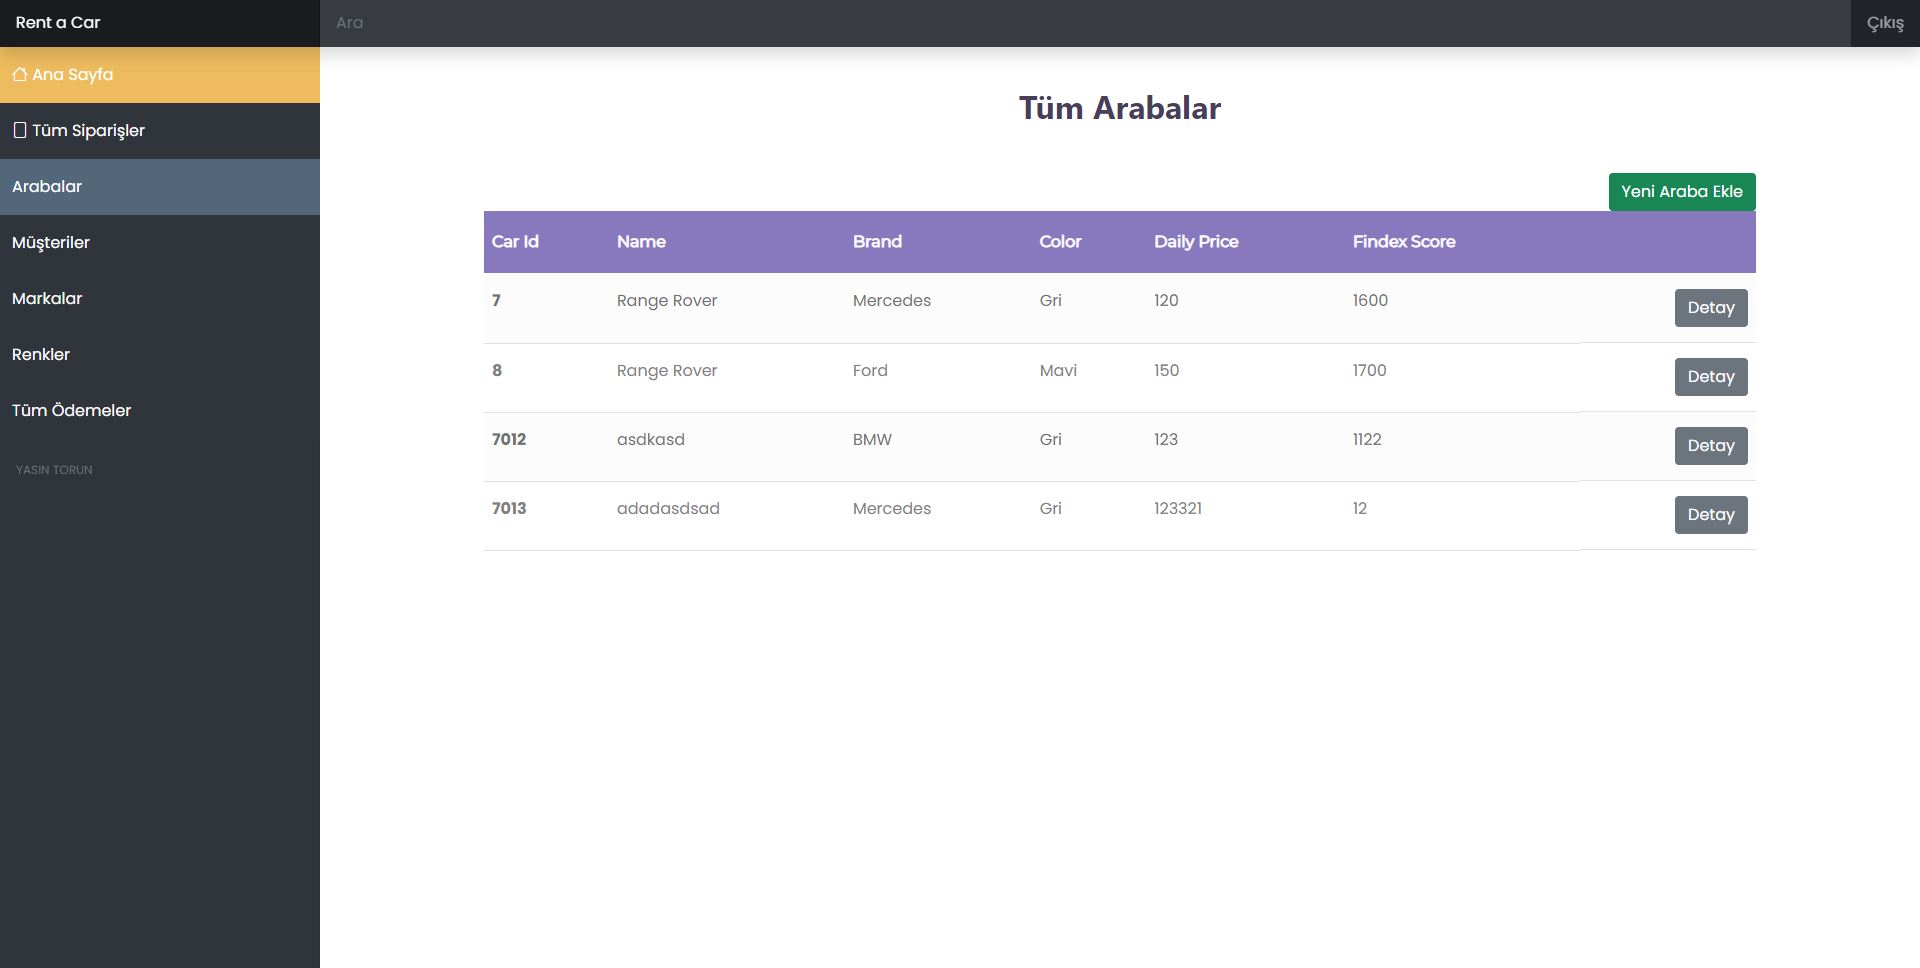 Rent a Car
Ara
Çıkış
Ana Sayfa
Tüm Siparişler
Arabalar
Müşteriler
Markalar
Renkler
Tüm Ödemeler
YASIN TORUN
Tüm Arabalar
Yeni Araba Ekle
Car Id Name Brand Color Daily Price Findex Score
7 Range Rover Mercedes Gri 120 1600 Detay
8 Range Rover Ford Mavi 150 1700 Detay
7012 asdkasd BMW Gri 123 1122 Detay
7013 adadasdsad Mercedes Gri 123321 12 Detay